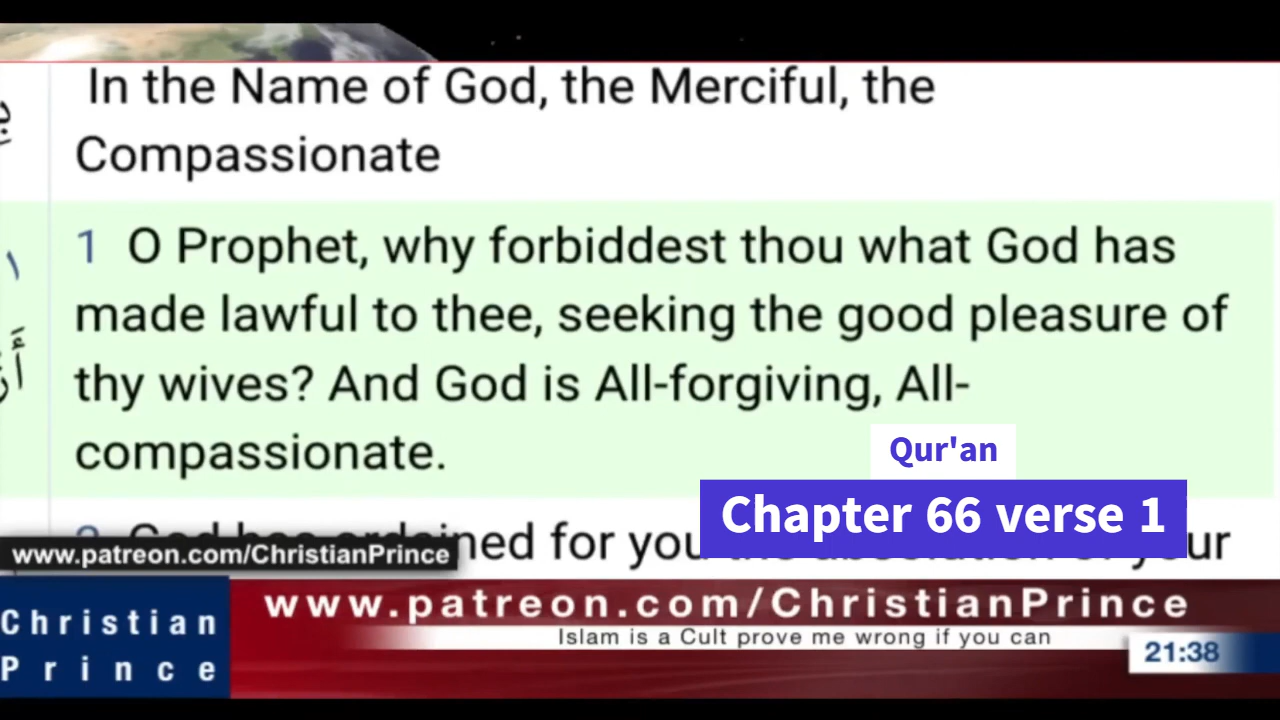 In the Name of God, the Merciful, the
Compassionate
1 O Prophet, why forbiddest thou what God has
made lawful to thee, seeking the good pleasure of
thy wives? And God is All-forgiving, All-
compassionate.
Qur'an
Chapter 66 verse 1
for you
www.patreon.com/ChristianPrince
Christian
Prince
www.patreon.com/ChristianPrince
Islam is a Cult prove me wrong if you can
21:38